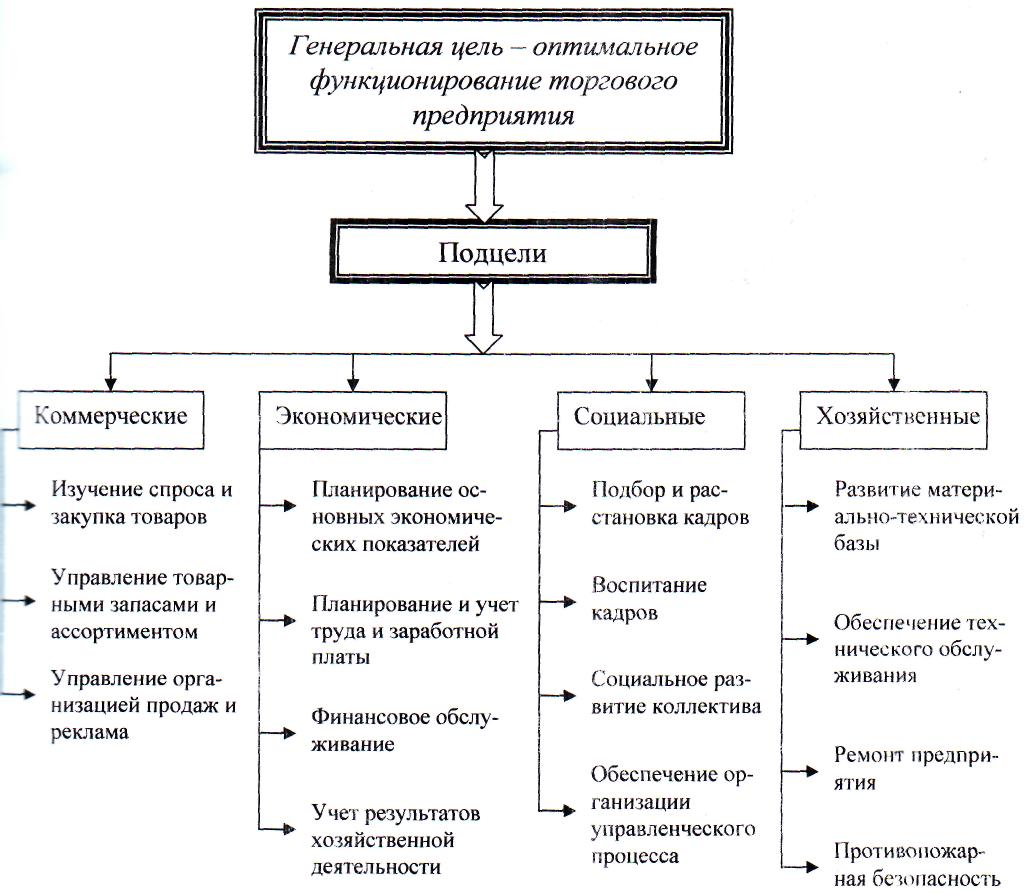 Генеральная цель – оптимальное
функционирование торгового
предприятия
Подцели
Коммерческие
Изучение спроса и
закупка товаров
Управление товар-
ными запасами и
ассортиментом
Управление орга-
низацией продаж и
реклама
Экономические
Планирование ос-
новных экономиче-
ских показателей
Планирование и учет
труда и заработной
платы
Финансовое обслу-
живание
Учет результатов
хозяйственной
деятельности
Социальные
Подбор и рас-
становка кадров
Воспитание
кадров
Социальное раз-
витие коллектива
Обеспечение ор-
ганизации
управленческого
процесса
Хозяйственные
Развитие матери-
ально-технической
базы
Обеспечение тех-
нического обслу-
живания
Ремонт предпри-
ятия
Противопожар-
ная безопасность